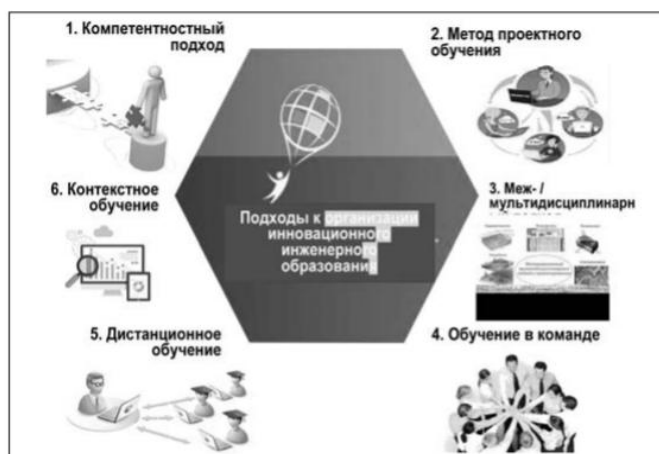 1. Компетентностный
подход
2. Метод проектного
обучения
3. Меж- /
мультидисциплинарн
4. Обучение в команде
5. Дистанционное
обучение
6. Контекстное
обучение
Подходы к организации
инновационного
инженерного
образования